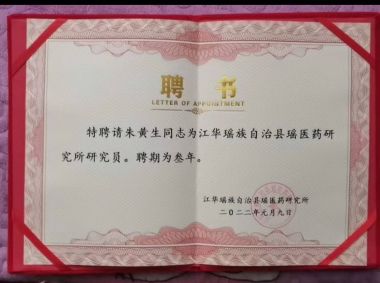 聘书
LETTER OF APPOINTMENT
特聘请朱黄生同志为江华瑶族自治县瑶医药研
究所研究员。聘期为叁年。
江华瑶族自治县瑶医药研究所
二〇二二年元月九日